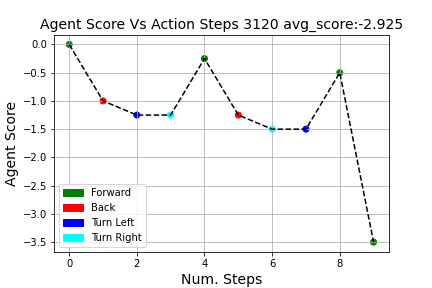 Agent Score Vs Action Steps 3120 avg_score:-2.925
Agent Score
0.0
−0.5
−1.0
−1.5
−2.0
−2.5
−3.0
−3.5
Forward
Back
Turn Left
Turn Right
0 2 4 6 8
Num. Steps